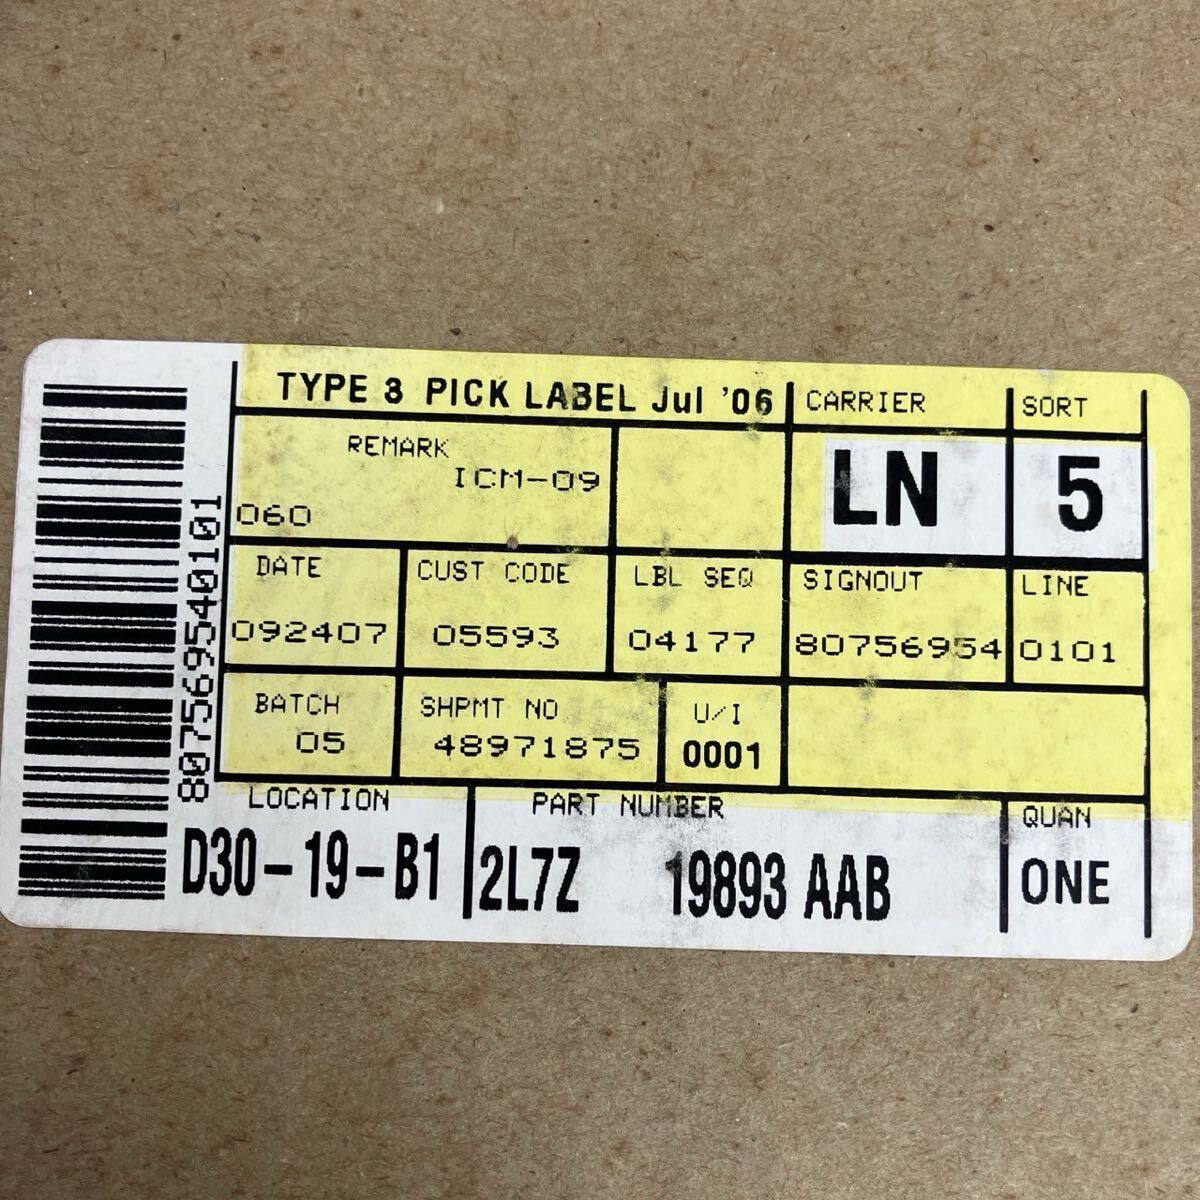 TYPE 3 PICK LABEL Jul '06
CARRIER
SORT
REMARK
ICM-09
060
LN
5
DATE
CUST CODE
LBL SEQ
SIGNOUT
LINE
092407
05593
04177
80756954
0101
BATCH
SHPMT NO
U/I
05
48971875
0001
LOCATION
PART NUMBER
QUAN
D30-19-B1
2L7Z 19893 AAB
ONE
807569540101